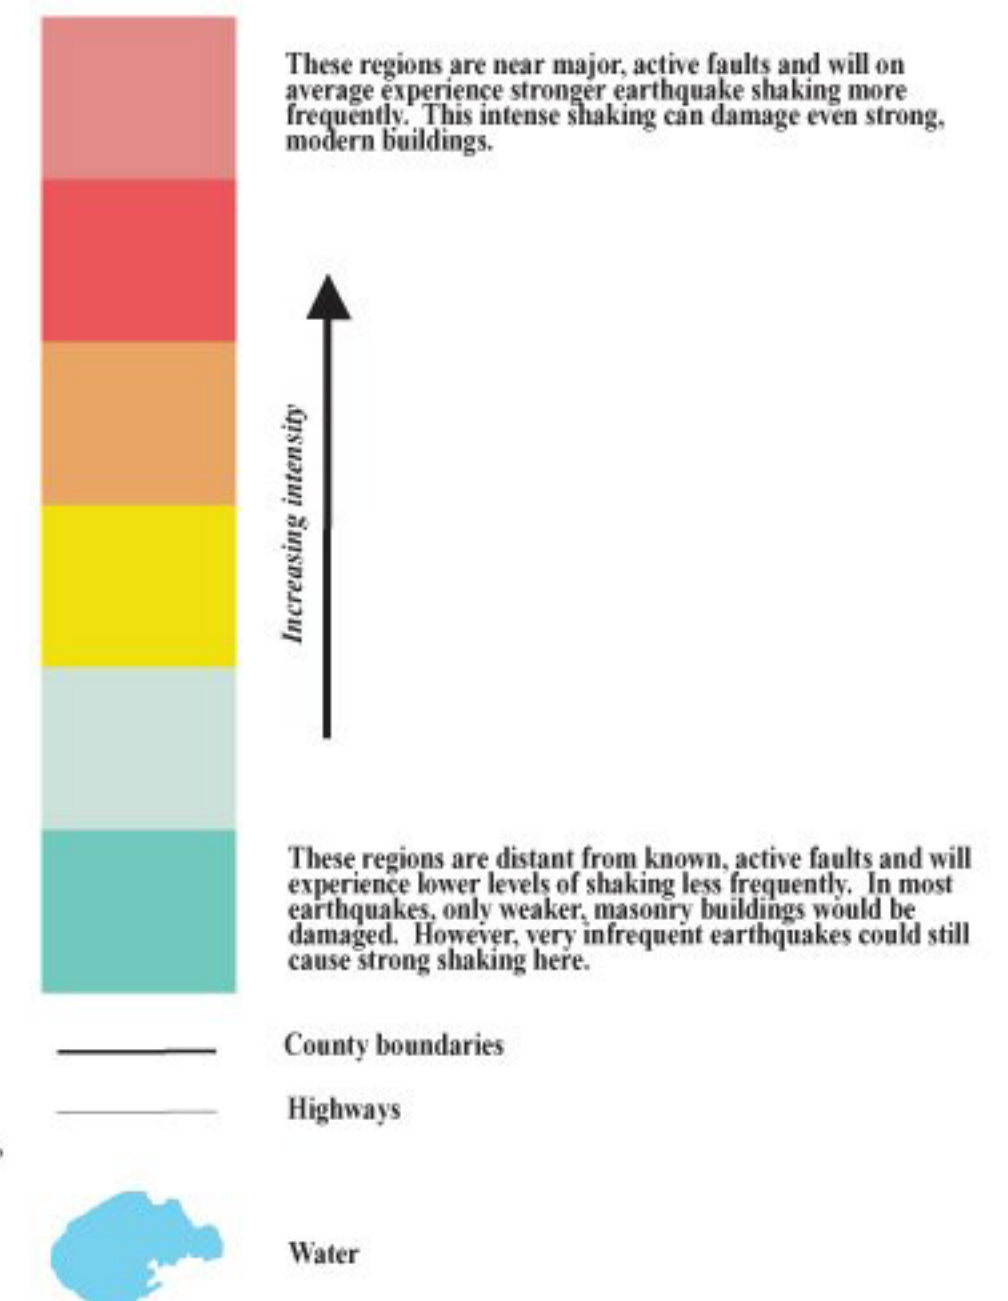 These regions are near major, active faults and will on
average experience stronger earthquake shaking more
frequently. This intense shaking can damage even strong,
modern buildings.
Increasing intensity
These regions are distant from known, active faults and will
experience lower levels of shaking less frequently. In most
earthquakes, only weaker, masonry buildings would be
damaged. However, very infrequent earthquakes could still
cause strong shaking here.
County boundaries
Highways
Water